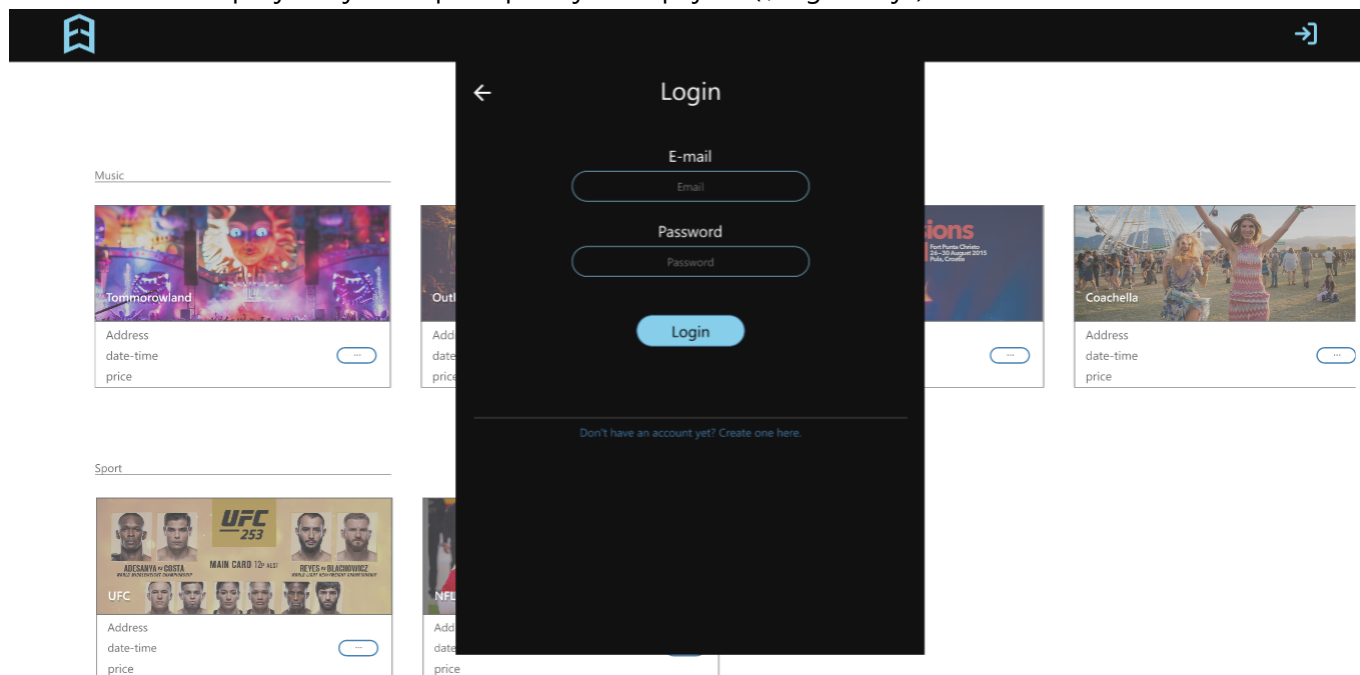 Login
E-mail
Email
Password
Password
Login
Don't have an account yet? Create one here.
Music
Tommorowland
Address
date-time
...
price
Outl
Add
date
price
ions
Fort Punta Christo
26-30 August 2015
Pula, Croatia
...
Coachella
Address
date-time
...
price
Sport
UFC
253
ADESANYA vs COSTA
MAIN CARD
REYES vs BLACHOWICZ
UFC
Address
date-time
...
price
NFL
Add
date
price